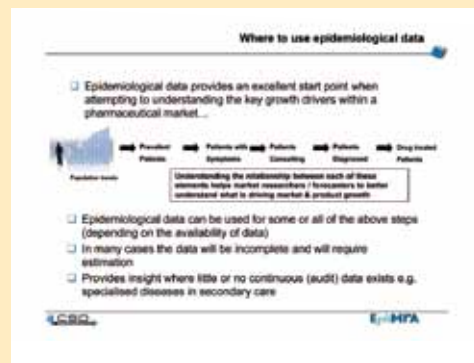 Where to use epidemiological data
Epidemiological data provides an excellent start point when
attempting to understanding the key growth drivers within a
pharmaceutical market...
Prevalent Patients with Patients Patients Drug treated
Patients Symptoms Consulting Diagnosed Patients
Population trends
Understanding the relationship between each of these
elements helps market researchers / forecasters to better
understand what is driving market & product growth
Epidemiological data can be used for some or all of the above steps
(depending on the availability of data)
In many cases the data will be incomplete and will require
estimation
Provides insight where little or no continuous (audit) data exists e.g.
specialised diseases in secondary care